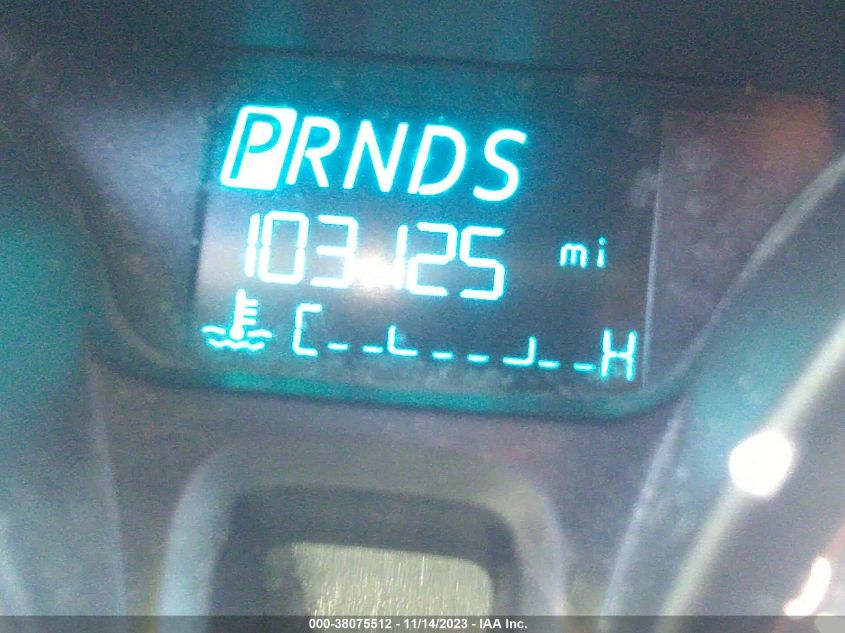 PRNDS
103125 mi
C H
000-38075512 - 11/14/2023 - IAA Inc.